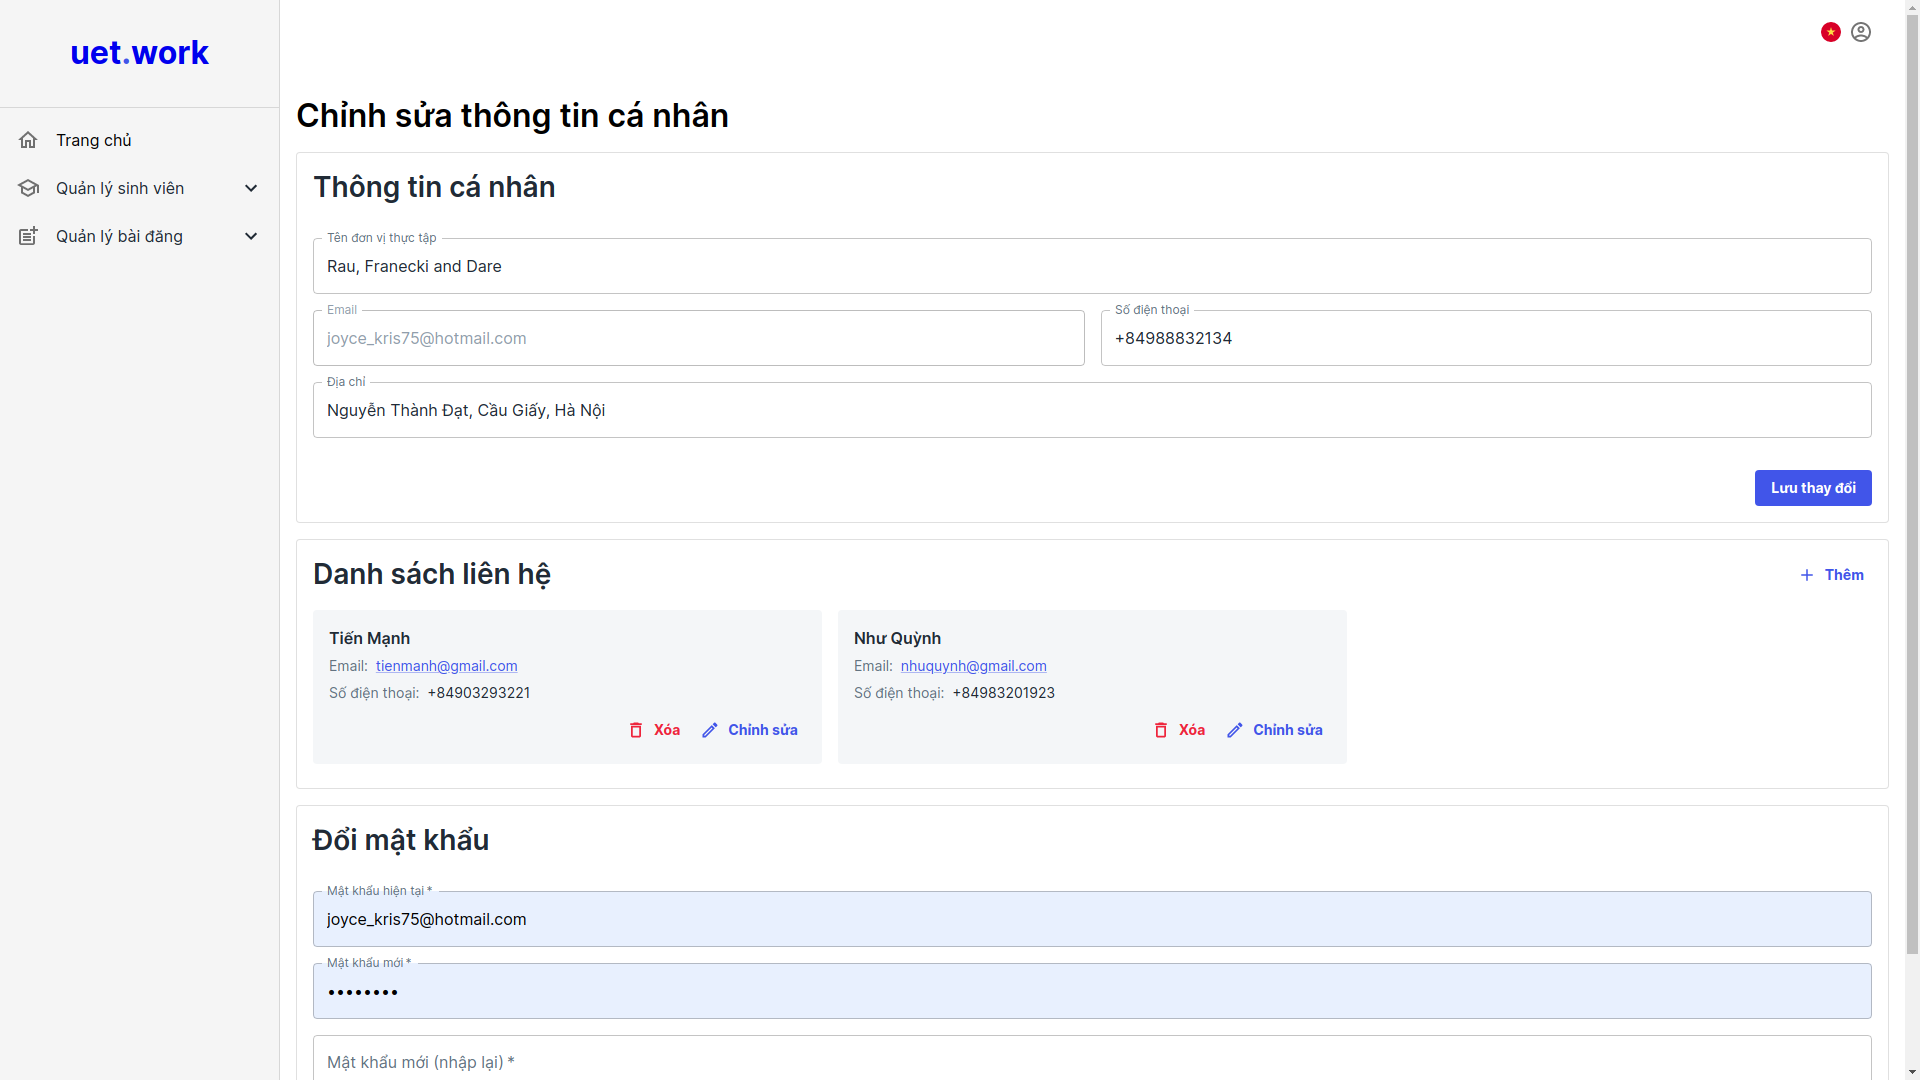 uet.work
Trang chủ
Quản lý sinh viên
Quản lý bài đăng
Chỉnh sửa thông tin cá nhân
Thông tin cá nhân
Tên đơn vị thực tập
Rau, Franecki and Dare
Email
joyce_kris75@hotmail.com
Số điện thoại
+84988832134
Địa chỉ
Nguyễn Thành Đạt, Cầu Giấy, Hà Nội
Lưu thay đổi
Danh sách liên hệ
Thêm
Tiến Mạnh
Email: tienmanh@gmail.com
Số điện thoại: +84903293221
Xóa Chỉnh sửa
Như Quỳnh
Email: nhuquynh@gmail.com
Số điện thoại: +84983201923
Xóa Chỉnh sửa
Đổi mật khẩu
Mật khẩu hiện tại *
joyce_kris75@hotmail.com
Mật khẩu mới *
••••••••
Mật khẩu mới (nhập lại) *